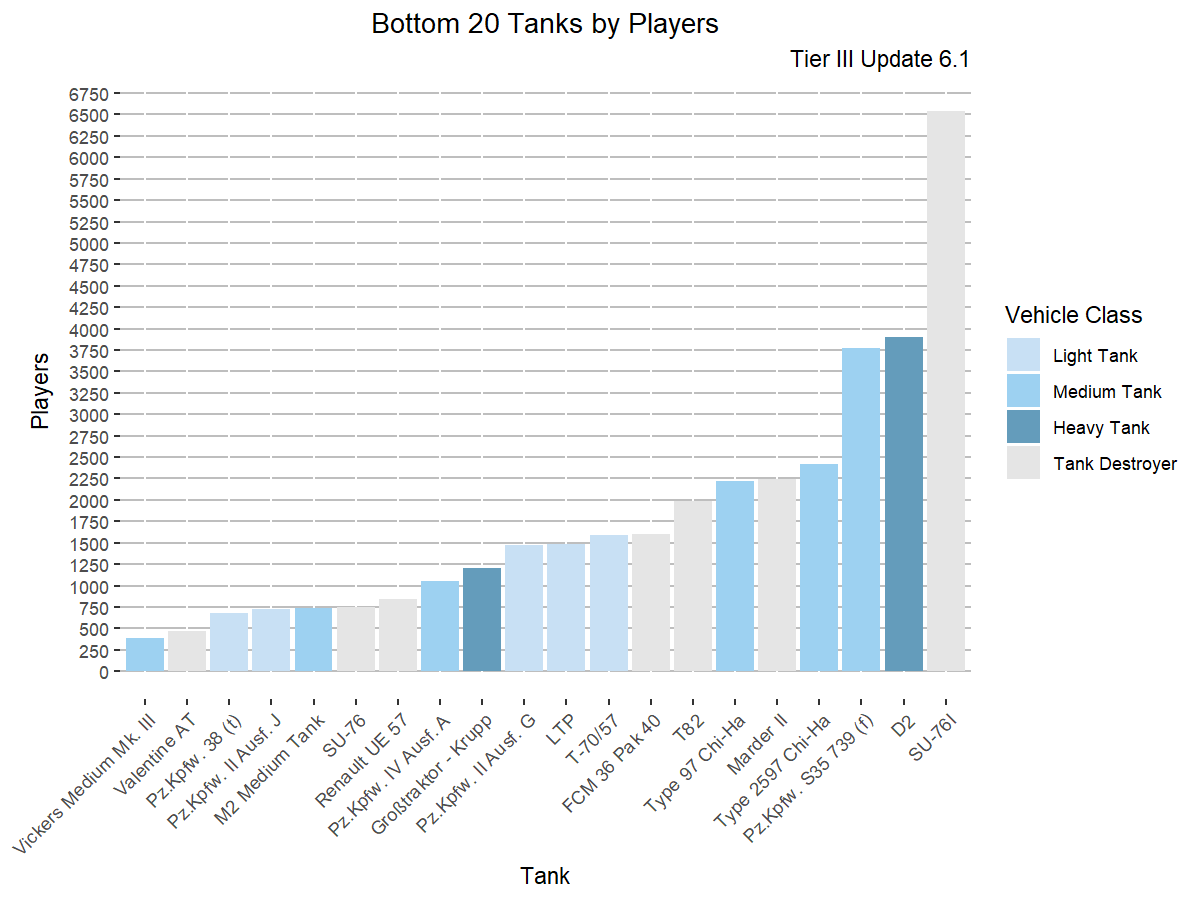 Bottom 20 Tanks by Players
Tier III Update 6.1
6750
6500
6250
6000
5750
5500
5250
5000
4750
4500
4250
4000
3750
3500
3250
3000
2750
2500
2250
2000
1750
1500
1250
1000
750
500
250
0
Players
Vehicle Class
Light Tank
Medium Tank
Heavy Tank
Tank Destroyer
Vickers Medium Mk. III
Valentine AT
Pz.Kpfw. 38 (t)
Pz.Kpfw. II Ausf. J
M2 Medium Tank
SU-76
Renault UE 57
Pz.Kpfw. IV Ausf. A
Großtraktor - Krupp
Pz.Kpfw. II Ausf. G
LTP
T-70/57
FCM 36 Pak 40
T82
Type 97 Chi-Ha
Marder II
Type 2597 Chi-Ha
Pz.Kpfw. S35 739 (f)
D2
SU-76I
Tank